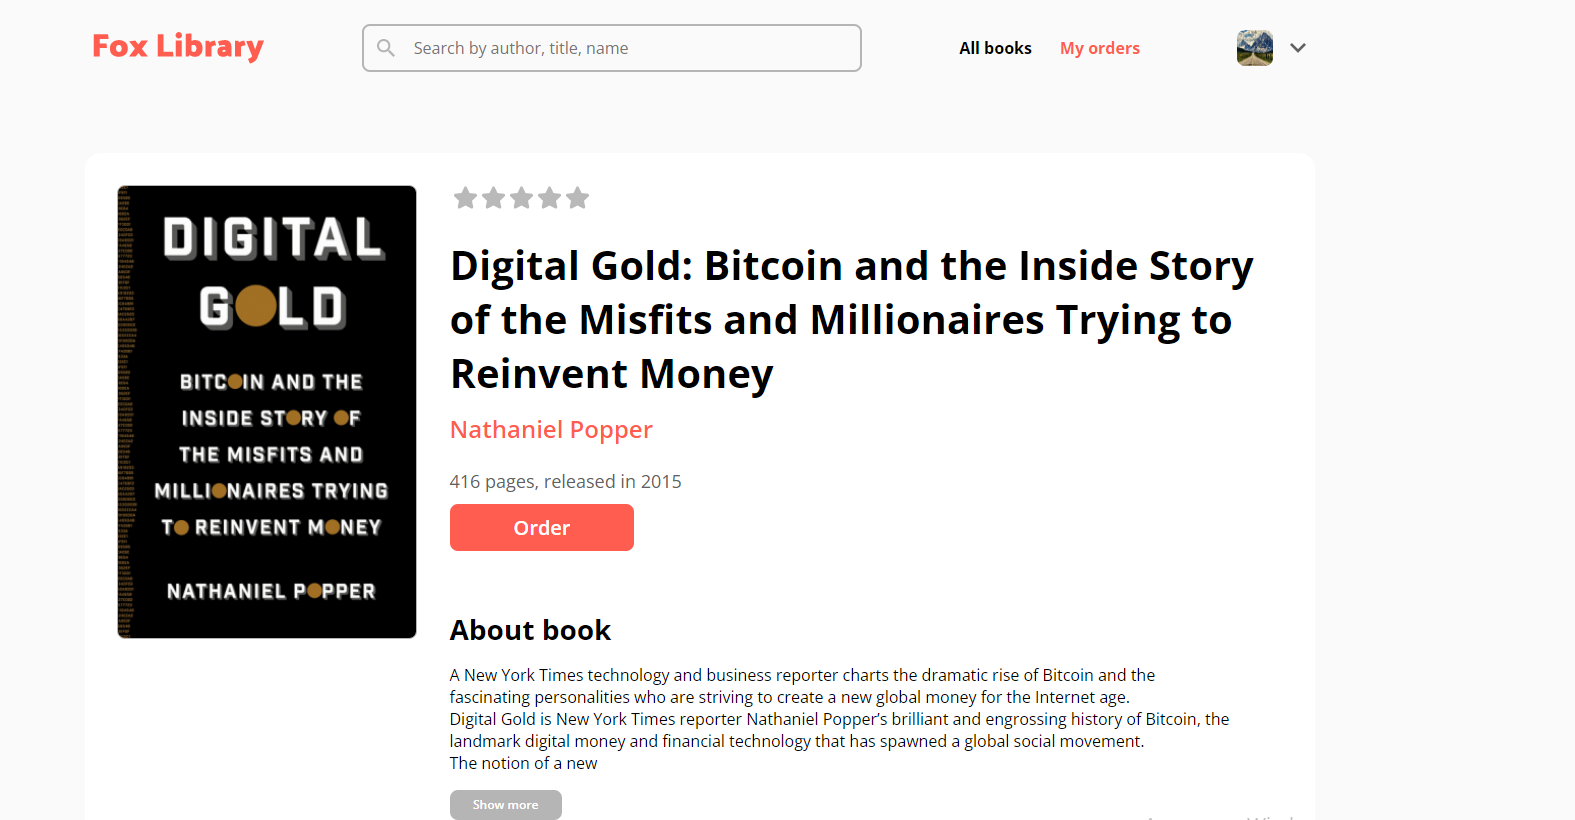 Fox Library
Search by author, title, name
All books
My orders
DIGITAL
GOLD
BITCOIN AND THE
INSIDE STORY OF
THE MISFITS AND
MILLIONAIRES TRYING
TO REINVENT MONEY
NATHANIEL POPPER
Digital Gold: Bitcoin and the Inside Story
of the Misfits and Millionaires Trying to
Reinvent Money
Nathaniel Popper
416 pages, released in 2015
Order
About book
A New York Times technology and business reporter charts the dramatic rise of Bitcoin and the
fascinating personalities who are striving to create a new global money for the Internet age.
Digital Gold is New York Times reporter Nathaniel Popper’s brilliant and engrossing history of Bitcoin, the
landmark digital money and financial technology that has spawned a global social movement.
The notion of a new
Show more